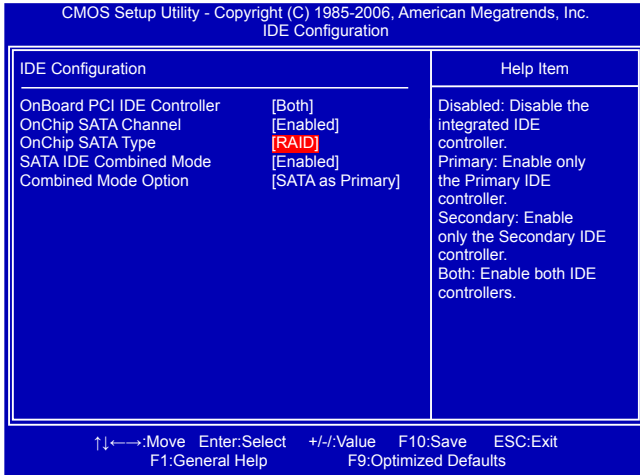 CMOS Setup Utility - Copyright (C) 1985-2006, American Megatrends, Inc.
IDE Configuration
IDE Configuration
OnBoard PCI IDE Controller [Both]
OnChip SATA Channel [Enabled]
OnChip SATA Type [RAID]
SATA IDE Combined Mode [Enabled]
Combined Mode Option [SATA as Primary]
Help Item
Disabled: Disable the
integrated IDE
controller.
Primary: Enable only
the Primary IDE
controller.
Secondary: Enable
only the Secondary IDE
controller.
Both: Enable both IDE
controllers.
↑↓←→:Move Enter:Select +/-/:Value F10:Save ESC:Exit
F1:General Help F9:Optimized Defaults